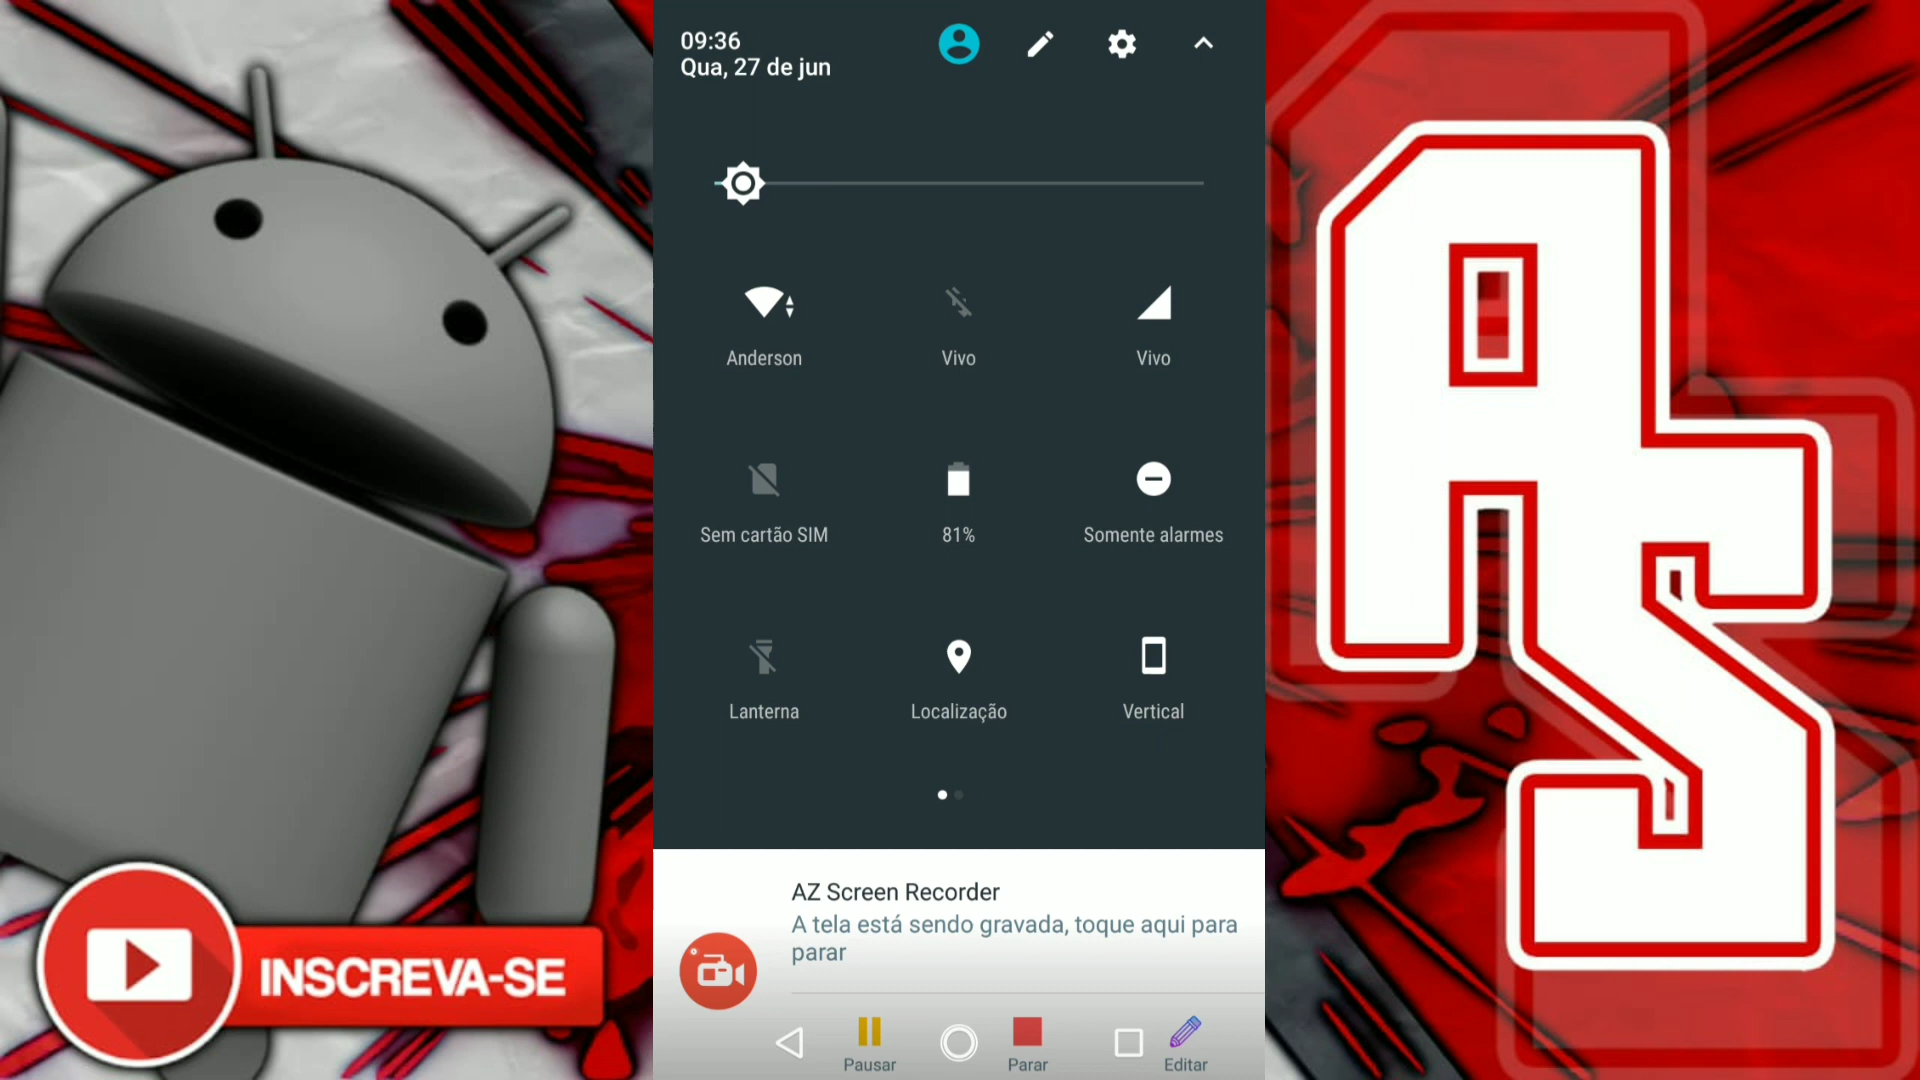 09:36
Qua, 27 de jun
Anderson
Vivo
Vivo
Sem cartão SIM
81%
Somente alarmes
Lanterna
Localização
Vertical
AZ Screen Recorder
A tela está sendo gravada, toque aqui para
parar
Pausar
Parar
Editar
INSCREVA-SE
AS